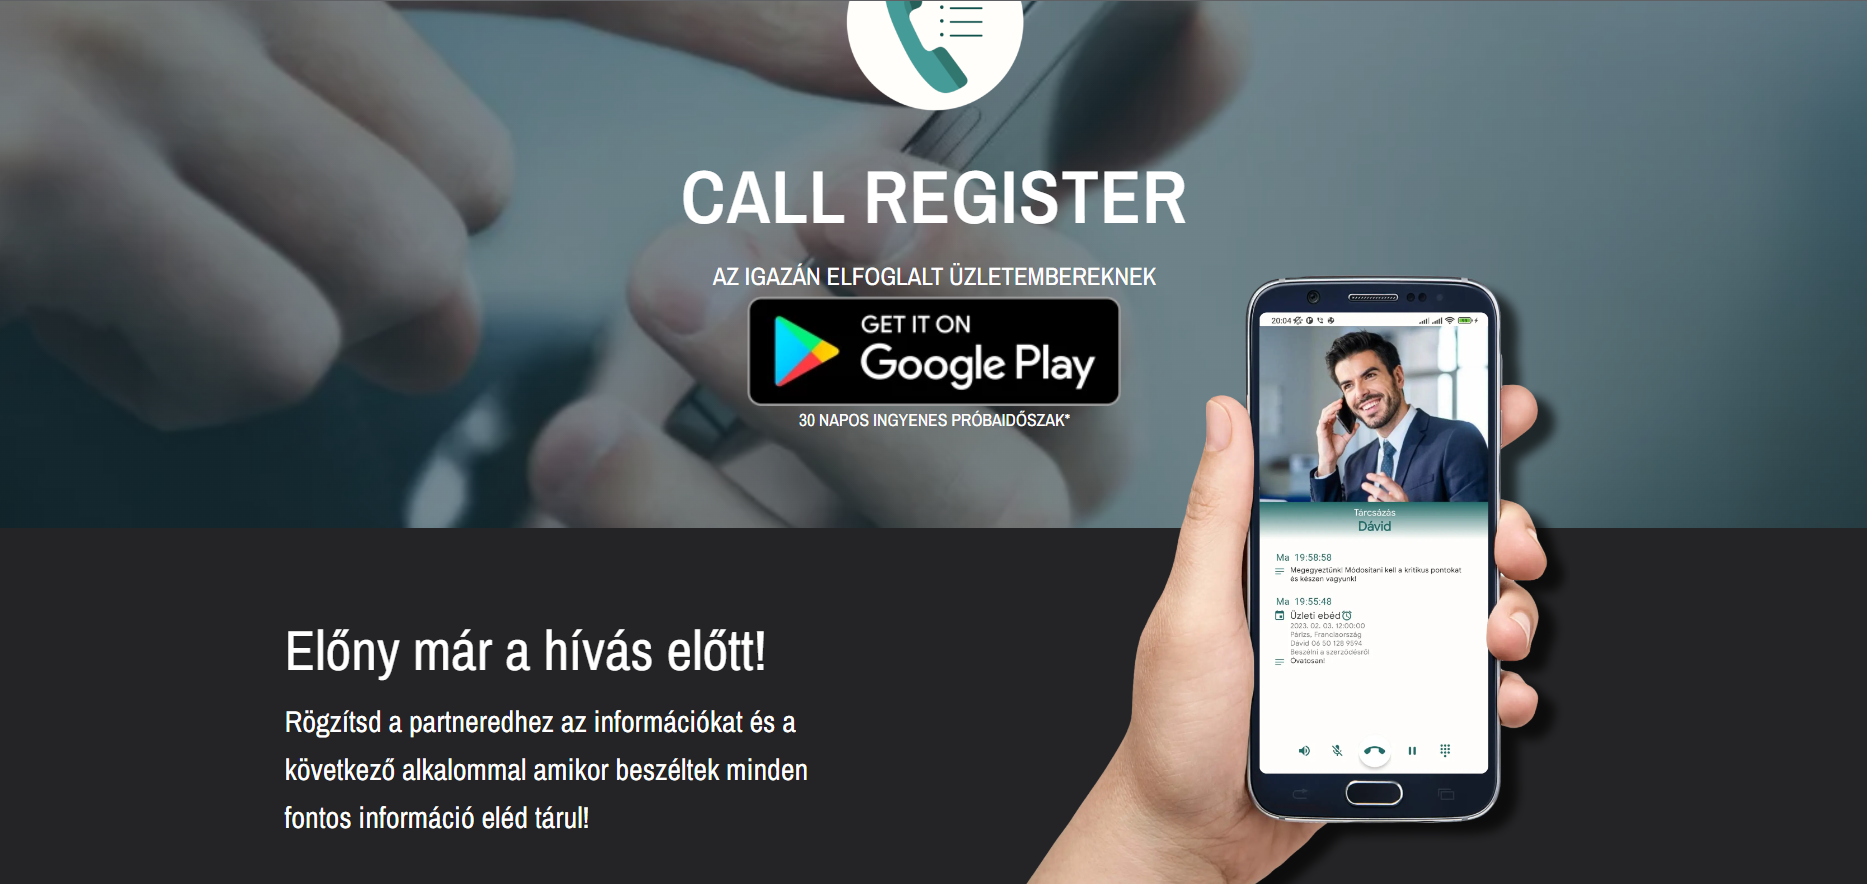 CALL REGISTER
AZ IGAZÁN ELFOGLALT ÜZLETEMBEREKNEK
GET IT ON
Google Play
30 NAPOS INGYENES PRÓBAIDŐSZAK*
20:04
Tárcsázás
Dávid
Ma 19:58:58
Megegyeztünk! Módosítani kell a kritikus pontokat
és készen vagyunk!
Ma 19:55:48
Üzleti ebéd
2023. 02. 03. 12:00:00
Párizs, Franciaország
Dávid 06 50 128 9594
Beszélni a szerződésről
Óvatosan!
Előny már a hívás előtt!
Rögzítsd a partneredhez az információkat és a
következő alkalommal amikor beszéltek minden
fontos információ eléd tárul!